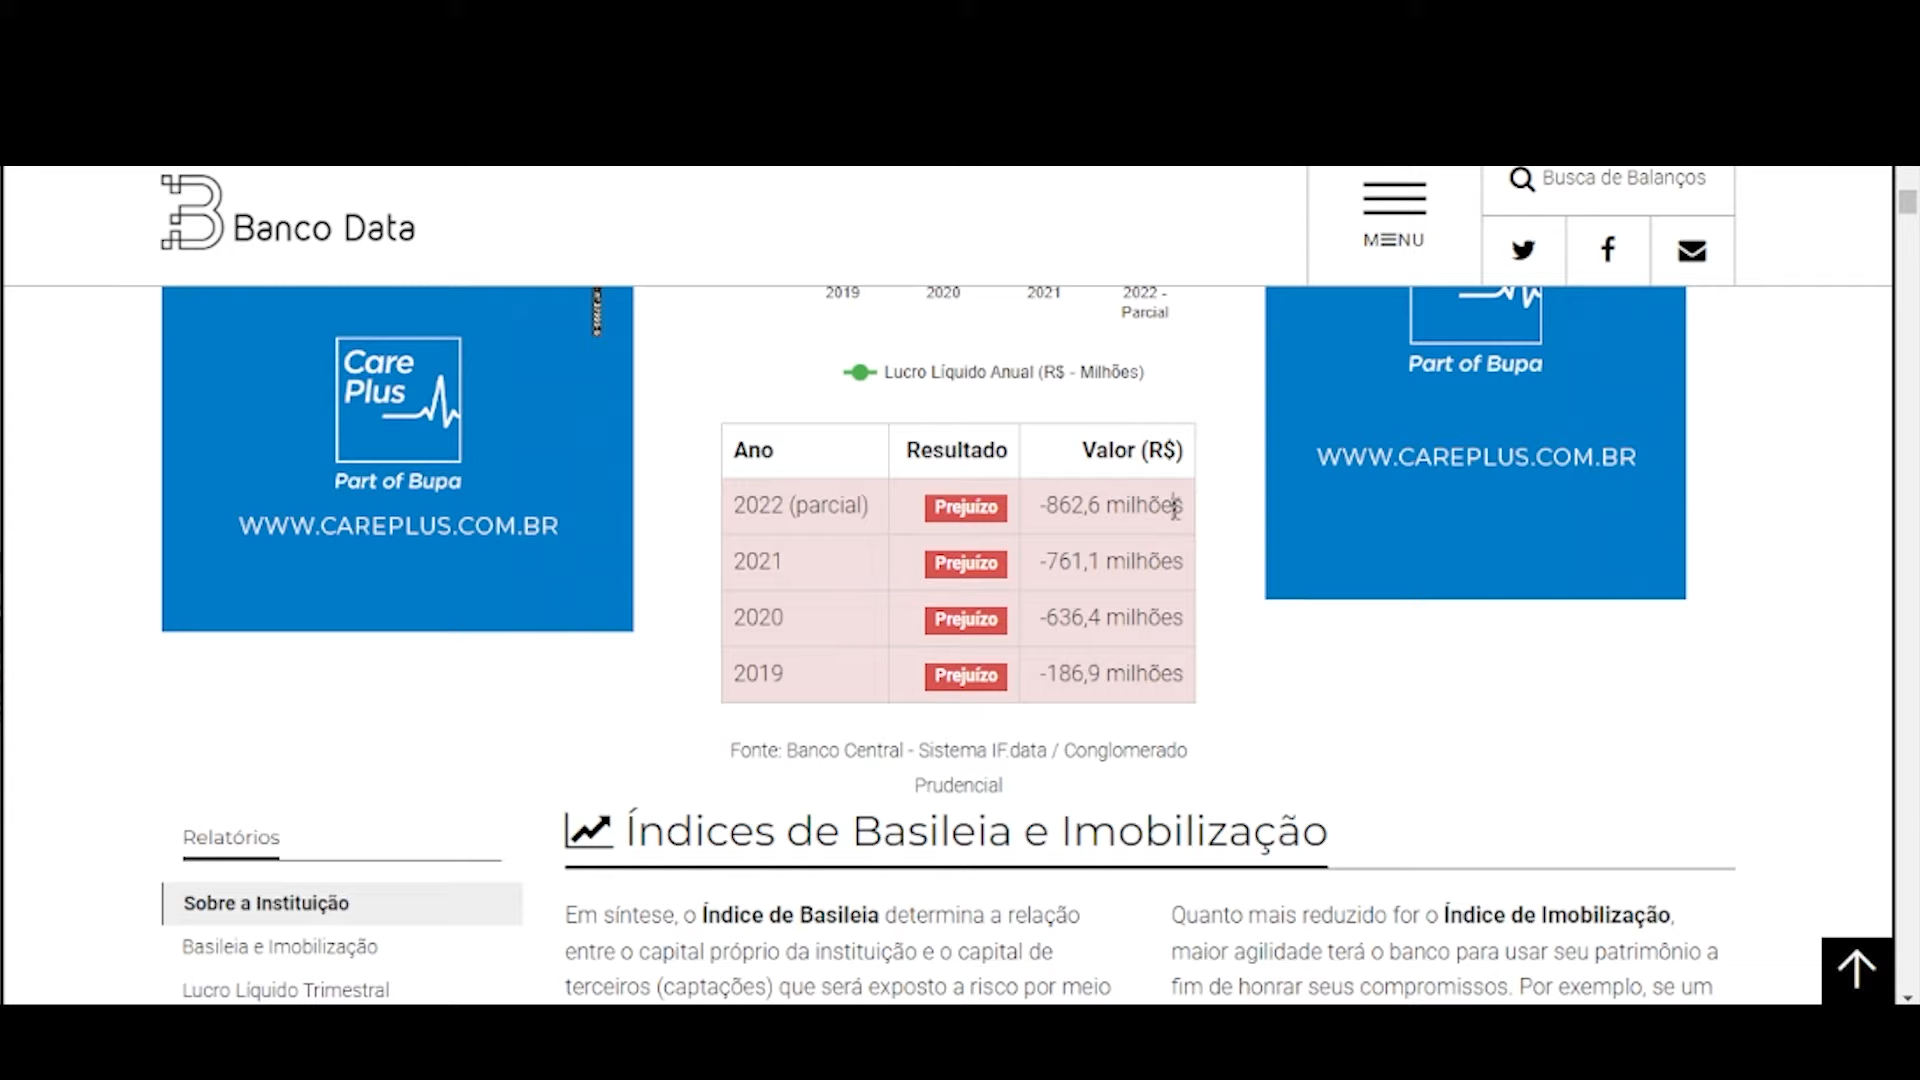 Banco Data
MENU
Busca de Balanços
2019
2020
2021
2022 -
Parcial
Lucro Líquido Anual (R$ - Milhões)
Care
Plus
Part of Bupa
WWW.CAREPLUS.COM.BR
Part of Bupa
WWW.CAREPLUS.COM.BR
Ano Resultado Valor (R$)
2022 (parcial) Prejuízo -862,6 milhões
2021 Prejuízo -761,1 milhões
2020 Prejuízo -636,4 milhões
2019 Prejuízo -186,9 milhões
Fonte: Banco Central - Sistema IF.data / Conglomerado
Prudencial
Relatórios
Sobre a Instituição
Basileia e Imobilização
Lucro Líquido Trimestral
Índices de Basileia e Imobilização
Em síntese, o Índice de Basileia determina a relação
entre o capital próprio da instituição e o capital de
terceiros (captações) que será exposto a risco por meio
Quanto mais reduzido for o Índice de Imobilização,
maior agilidade terá o banco para usar seu patrimônio a
fim de honrar seus compromissos. Por exemplo, se um